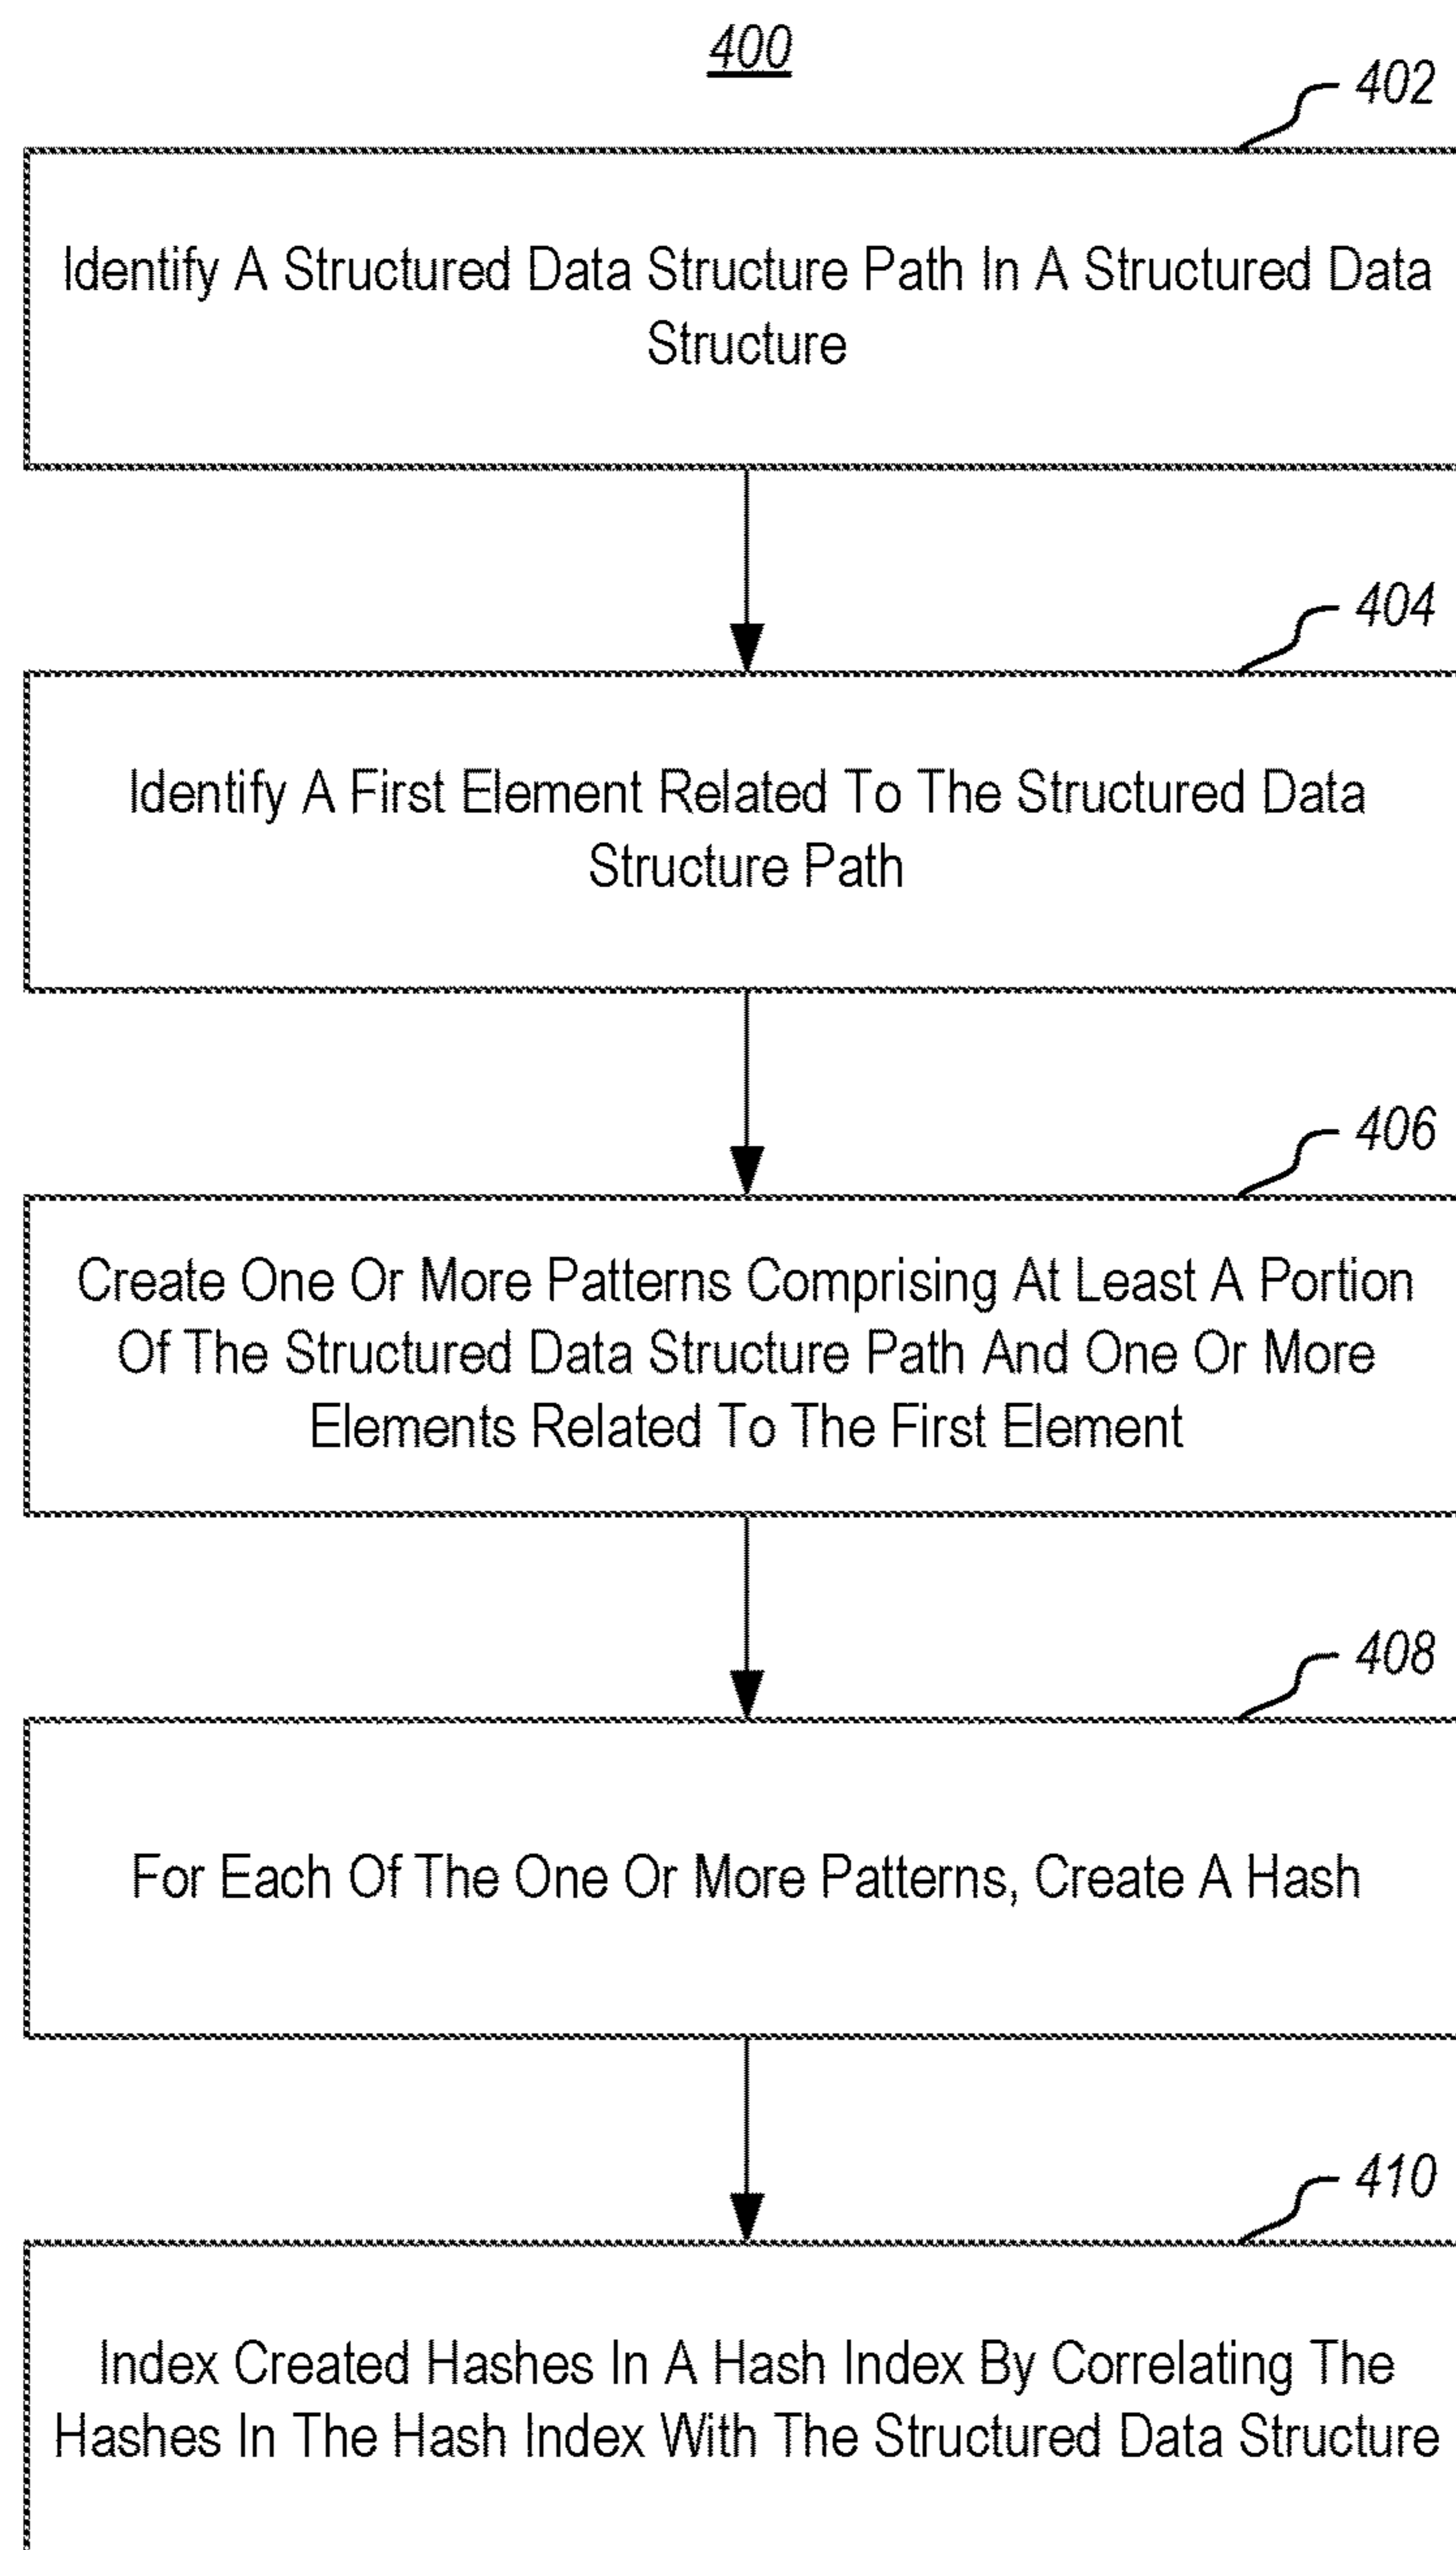 400
402
Identify A Structured Data Structure Path In A Structured Data
Structure
404
Identify A First Element Related To The Structured Data
Structure Path
406
Create One Or More Patterns Comprising At Least A Portion
Of The Structured Data Structure Path And One Or More
Elements Related To The First Element
408
For Each Of The One Or More Patterns, Create A Hash
410
Index Created Hashes In A Hash Index By Correlating The
Hashes In The Hash Index With The Structured Data Structure